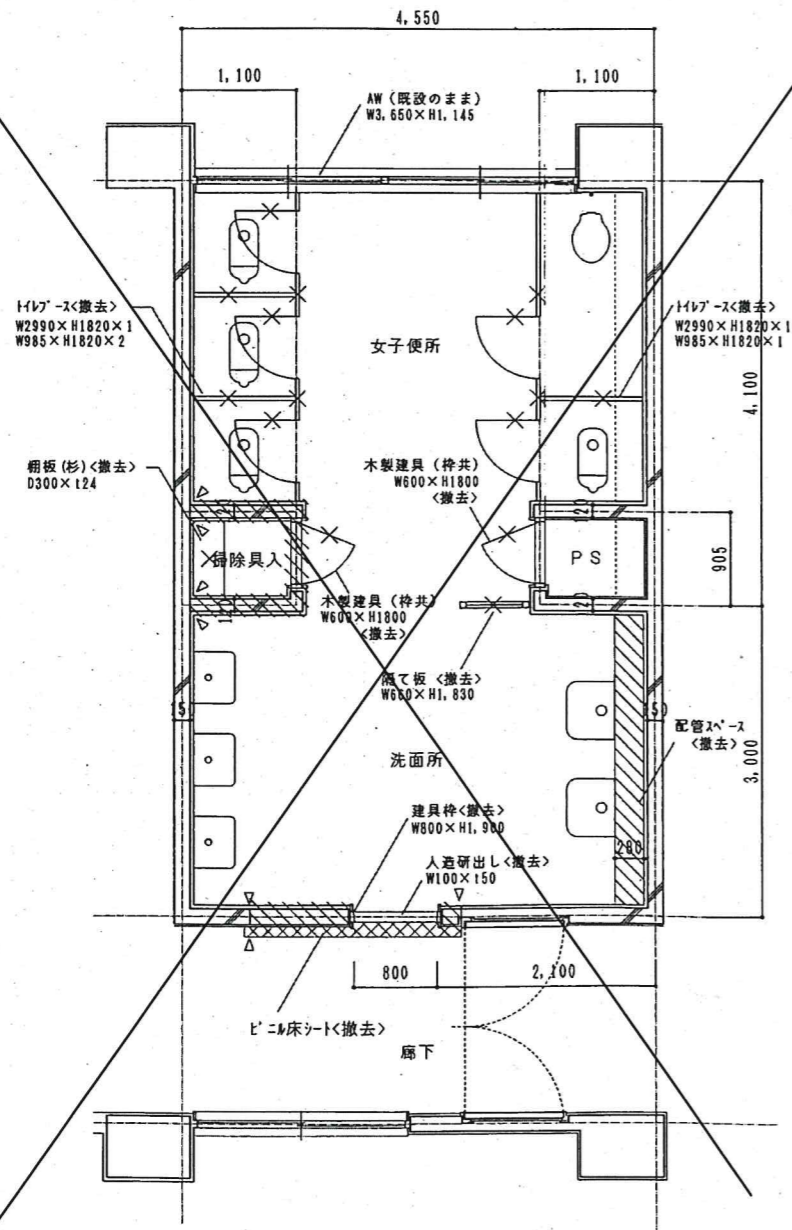 4,550
1,100
1,100
AW (既設のまま)
W3,650×H1,145
ﾄｲﾚﾌﾞｰｽ<撤去>
W2990×H1820×1
W985×H1820×2
女子便所
ﾄｲﾚﾌﾞｰｽ<撤去>
W2990×H1820×1
W985×H1820×1
4,100
棚板(杉)<撤去>
D300×t24
木製建具 (枠共)
W600×H1800
<撤去>
120
120
掃除具入
PS
905
120
120
木製建具 (枠共)
W600×H1800
<撤去>
隔て板 <撤去>
W660×H1,830
150
150
配管ｽﾍﾟｰｽ
<撤去>
洗面所
3,000
建具枠<撤去>
W800×H1,900
人造研出し<撤去>
W100×t50
280
800
2,100
ﾋﾞﾆﾙ床ｼｰﾄ<撤去>
廊下